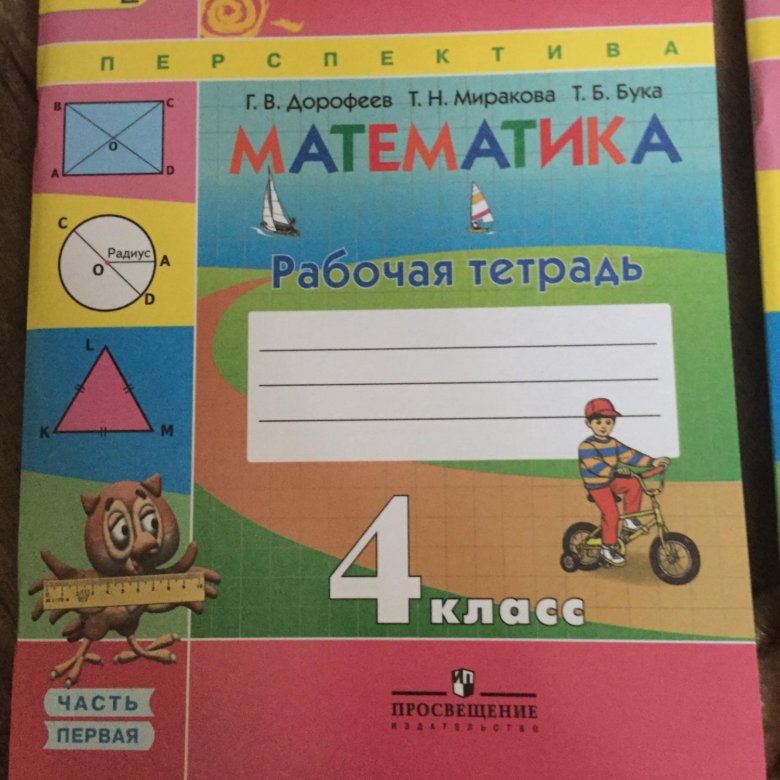 ПЕРСПЕКТИВА
Г. В. Дорофеев Т. Н. Миракова Т. Б. Бука
МАТЕМАТИКА
B C
O
A D
C
Радиус
O A
D
L
K M
Рабочая тетрадь
4 класс
ЧАСТЬ
ПЕРВАЯ
ПРОСВЕЩЕНИЕ
ИЗДАТЕЛЬСТВО